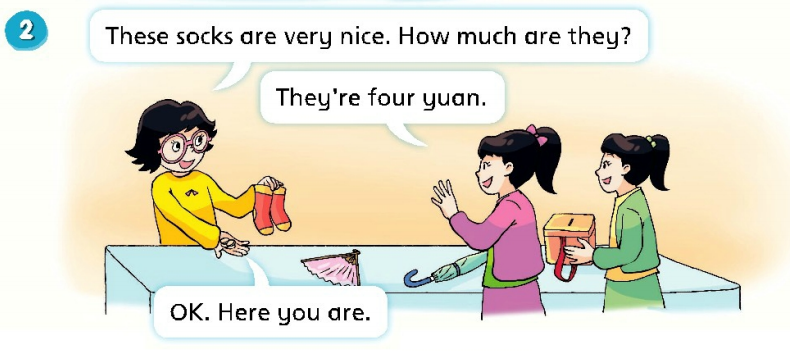 2
These socks are very nice. How much are they?
They're four yuan.
OK. Here you are.